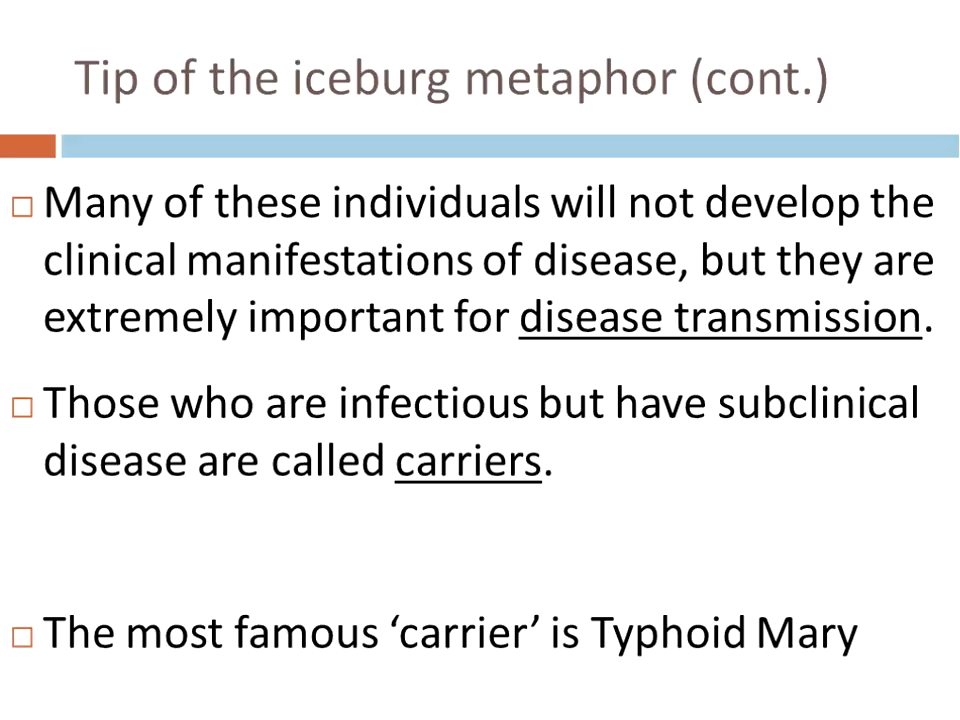 Tip of the iceburg metaphor (cont.)
Many of these individuals will not develop the
clinical manifestations of disease, but they are
extremely important for disease transmission.
Those who are infectious but have subclinical
disease are called carriers.
The most famous ‘carrier’ is Typhoid Mary